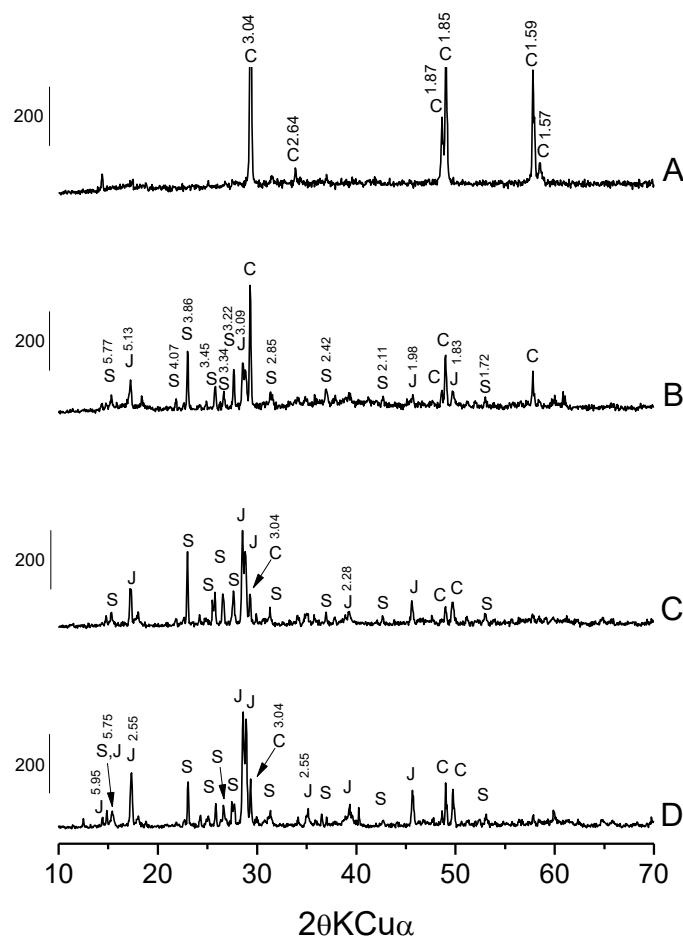 C 3.04
200
C 2.64
C 1.87
C 1.85
C 1.59
C 1.57
A
200
S 5.77
J 5.13
S 4.07
S 3.86
S 3.45
S 3.34
S 3.22
J 3.09
C
S 2.85
S 2.42
S 2.11
J 1.98
C
C
J 1.83
S 1.72
C
B
200
S
J
S
S
S
S
J
J
C 3.04
S
S
J 2.28
S
J
C
C
S
C
200
J 5.95
S,J 5.75
J 2.55
S
S
S
S
J
J
C 3.04
S
J 2.55
S
J
S
J
C
C
S
D
10 20 30 40 50 60 70
2θKCuα